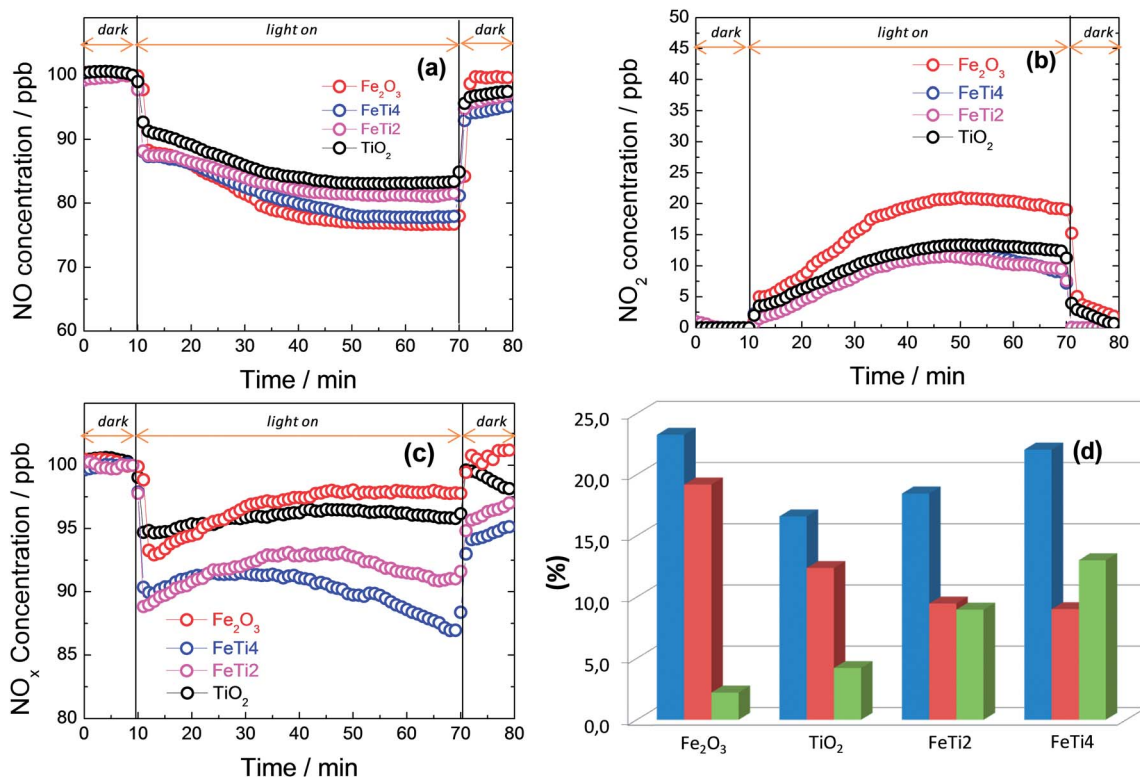 dark light on dark
(a)
NO concentration / ppb
100
90
80
70
60
Fe₂O₃
FeTi4
FeTi2
TiO₂
0 10 20 30 40 50 60 70 80
Time / min
dark light on dark
(b)
NO₂ concentration / ppb
50
45
40
35
30
25
20
15
10
5
0
Fe₂O₃
FeTi4
FeTi2
TiO₂
0 10 20 30 40 50 60 70 80
Time / min
dark light on dark
(c)
NOₓ Concentration / ppb
100
95
90
85
80
Fe₂O₃
FeTi4
FeTi2
TiO₂
0 10 20 30 40 50 60 70 80
Time / min
(d)
(%)
25,0
20,0
15,0
10,0
5,0
0,0
Fe₂O₃ TiO₂ FeTi2 FeTi4